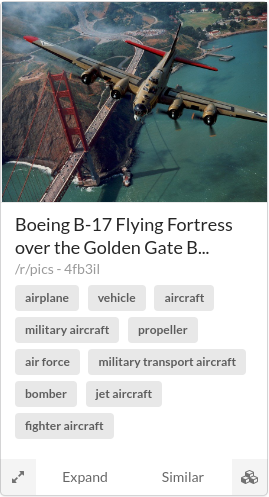 Boeing B-17 Flying Fortress
over the Golden Gate B...
/r/pics - 4fb3il
airplane
vehicle
aircraft
military aircraft
propeller
air force
military transport aircraft
bomber
jet aircraft
fighter aircraft
Expand
Similar